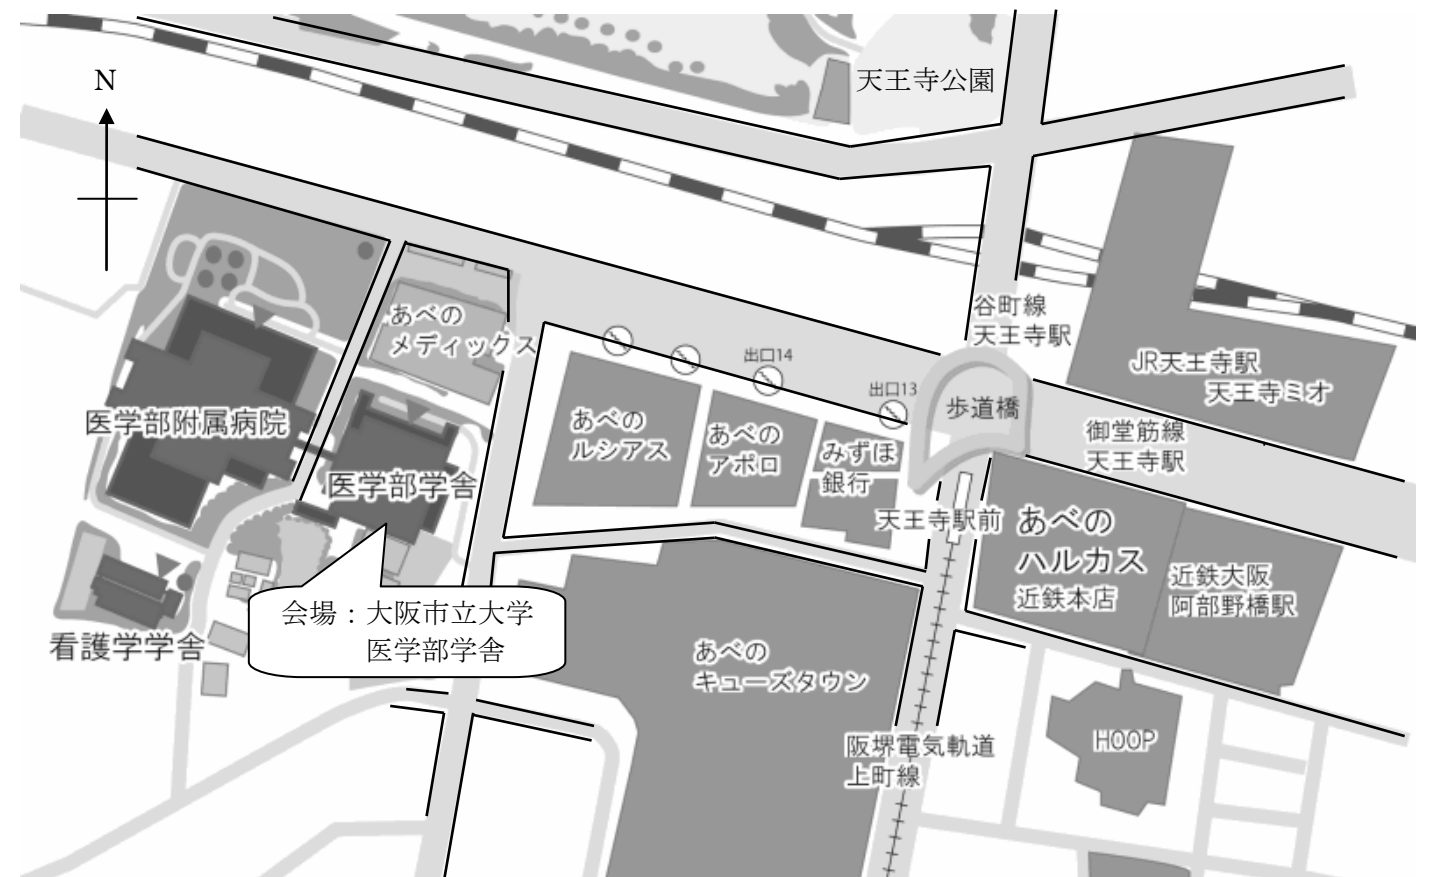 N
天王寺公園
谷町線
天王寺駅
あべの
メディックス
出口14
JR天王寺駅
天王寺ミオ
出口13
歩道橋
医学部附属病院
あべの
ルシアス
あべの
アポロ
みずほ
銀行
御堂筋線
天王寺駅
医学部学舎
天王寺駅前
あべの
ハルカス
近鉄本店
近鉄大阪
阿部野橋駅
会場：大阪市立大学
医学部学舎
看護学学舎
あべの
キューズタウン
阪堺電気軌道
上町線
HOOP